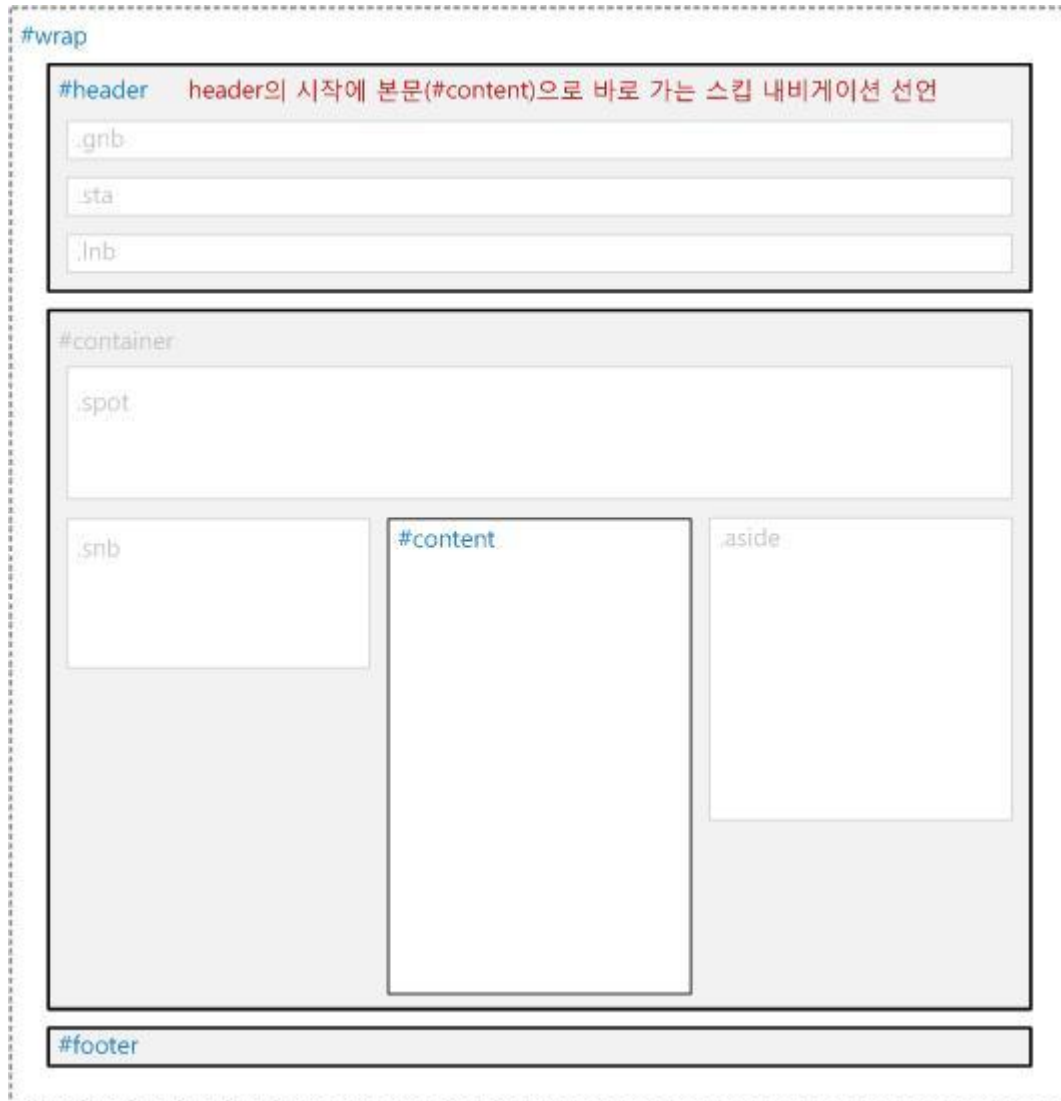 #wrap
#header header의 시작에 본문(#content)으로 바로 가는 스킵 내비게이션 선언
.gnb
.sta
.lnb
#container
.spot
.snb #content .aside
#footer